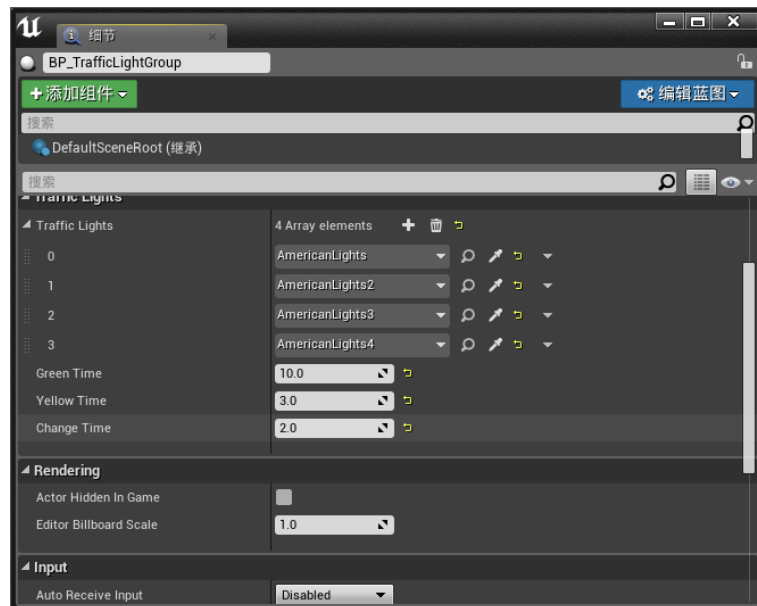 细节
BP_TrafficLightGroup
添加组件
编辑蓝图
搜索
DefaultSceneRoot (继承)
搜索
Traffic Lights
Traffic Lights 4 Array elements
0 AmericanLights
1 AmericanLights2
2 AmericanLights3
3 AmericanLights4
Green Time 10.0
Yellow Time 3.0
Change Time 2.0
Rendering
Actor Hidden In Game
Editor Billboard Scale 1.0
Input
Auto Receive Input Disabled